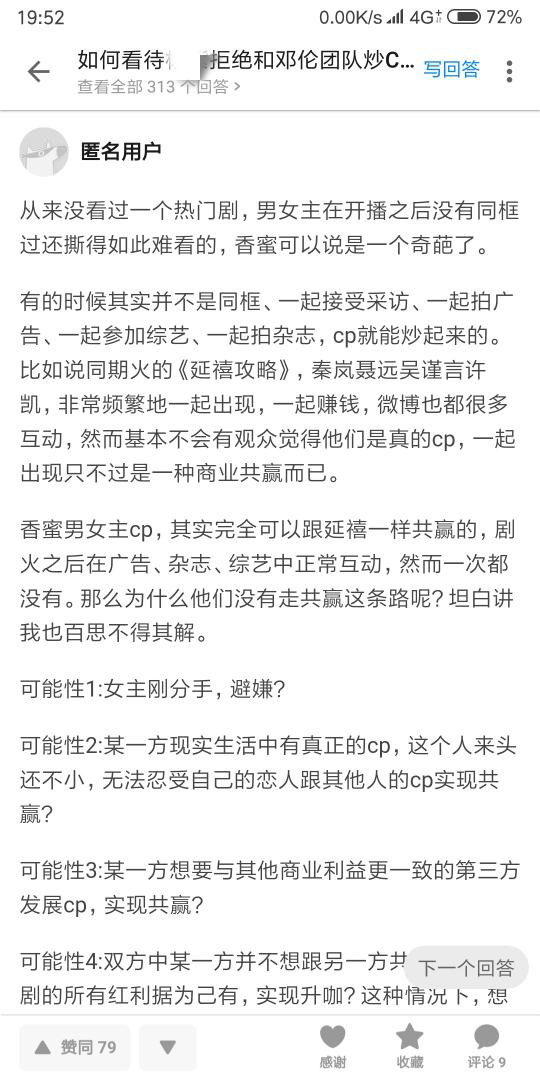 19:52
0.00K/s 4G+ 72%
如何看待 拒绝和邓伦团队炒C...
写回答
查看全部 313 个回答 >
匿名用户
从来没看过一个热门剧，男女主在开播之后没有同框
过还撕得如此难看的，香蜜可以说是一个奇葩了。
有的时候其实并不是同框、一起接受采访、一起拍广
告、一起参加综艺、一起拍杂志，cp就能炒起来的。
比如说同期火的《延禧攻略》，秦岚聂远吴谨言许
凯，非常频繁地一起出现，一起赚钱，微博也都很多
互动，然而基本不会有观众觉得他们是真的cp，一起
出现只不过是一种商业共赢而已。
香蜜男女主cp，其实完全可以跟延禧一样共赢的，剧
火之后在广告、杂志、综艺中正常互动，然而一次都
没有。那么为什么他们没有走共赢这条路呢？坦白讲
我也百思不得其解。
可能性1:女主刚分手，避嫌？
可能性2:某一方现实生活中有真正的cp，这个人来头
还不小，无法忍受自己的恋人跟其他人的cp实现共
赢？
可能性3:某一方想要与其他商业利益更一致的第三方
发展cp，实现共赢？
可能性4:双方中某一方并不想跟另一方共
下一个回答
剧的所有红利据为己有，实现升咖？这种情况下，想
赞同 79
感谢
收藏
评论 9